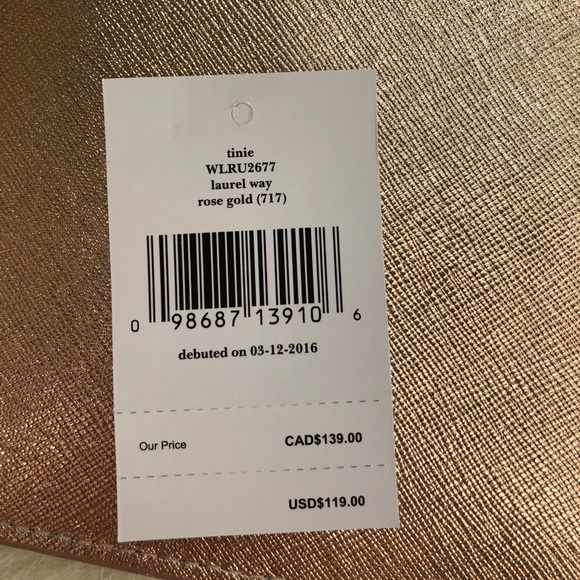 tinie
WLRU2677
laurel way
rose gold (717)
0 98687 13910 6
debuted on 03-12-2016
Our Price CAD$139.00
USD$119.00